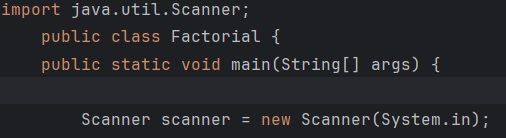 import java.util.Scanner;
public class Factorial {
public static void main(String[] args) {
Scanner scanner = new Scanner(System.in);